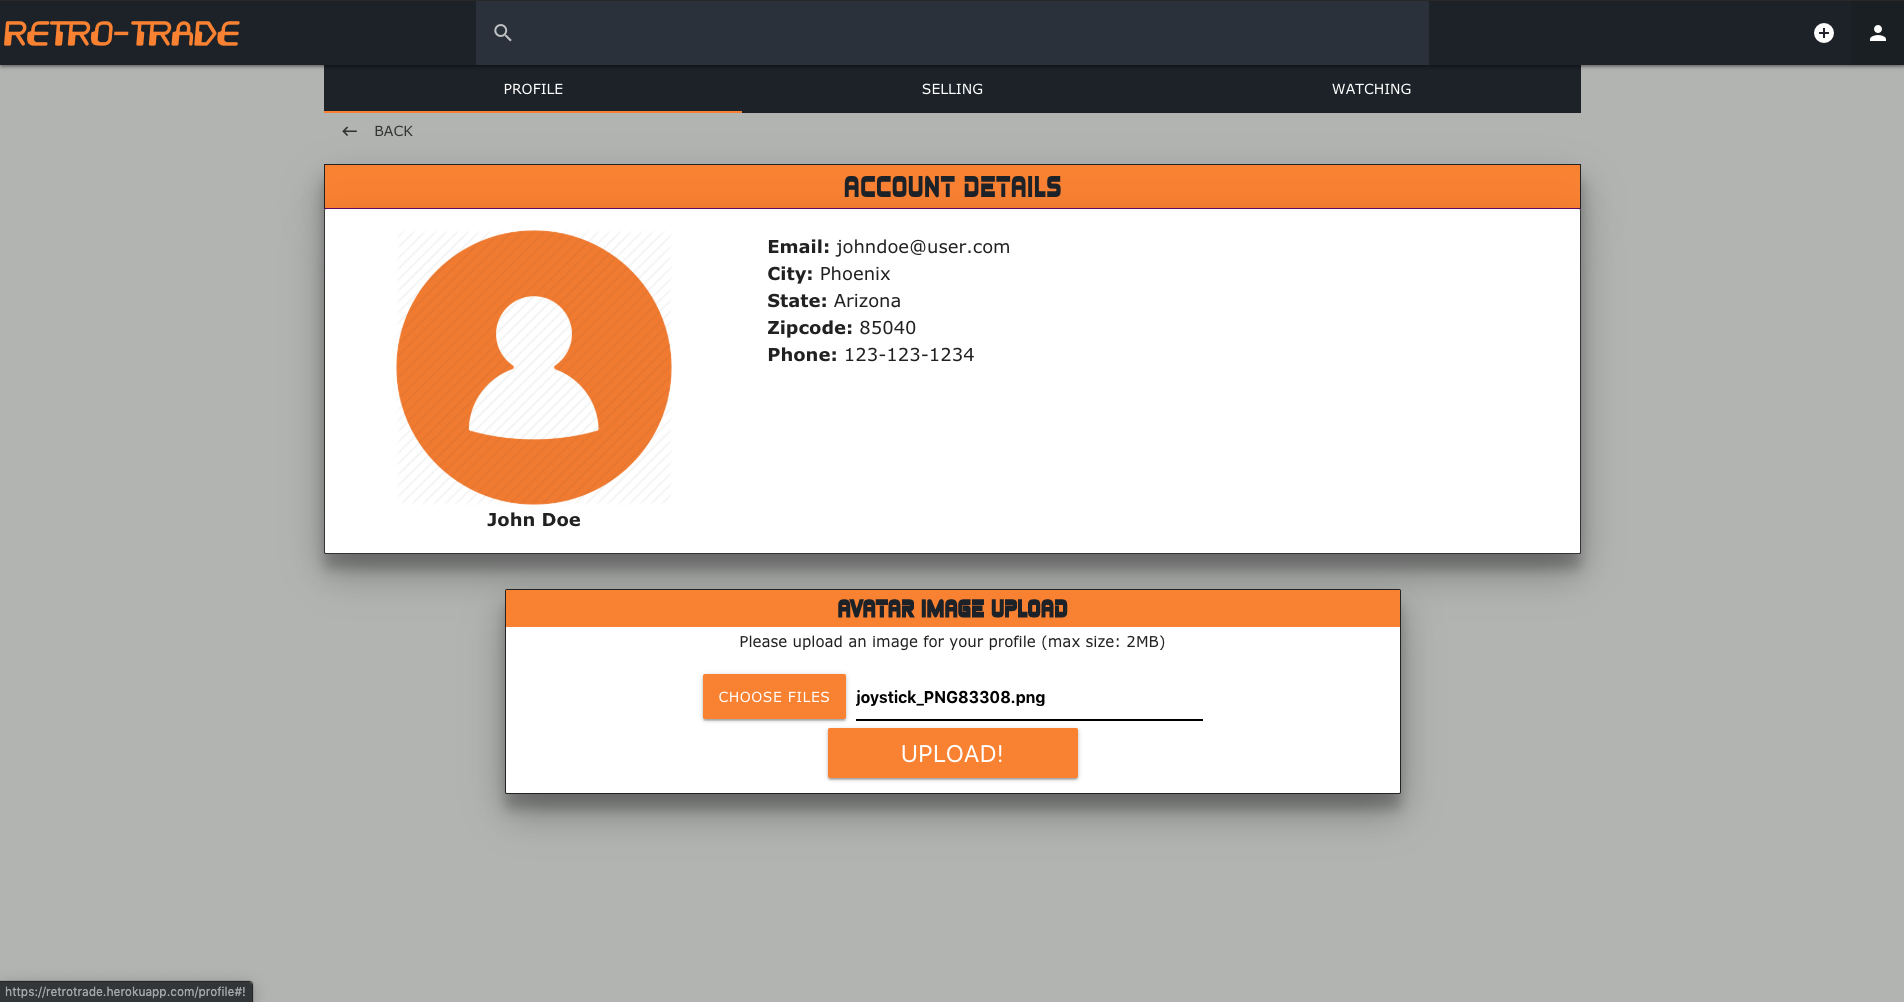 RETRO-TRADE
PROFILE
SELLING
WATCHING
BACK
ACCOUNT DETAILS
Email: johndoe@user.com
City: Phoenix
State: Arizona
Zipcode: 85040
Phone: 123-123-1234
John Doe
AVATAR IMAGE UPLOAD
Please upload an image for your profile (max size: 2MB)
CHOOSE FILES joystick_PNG83308.png
UPLOAD!
https://retrotrade.herokuapp.com/profile#!